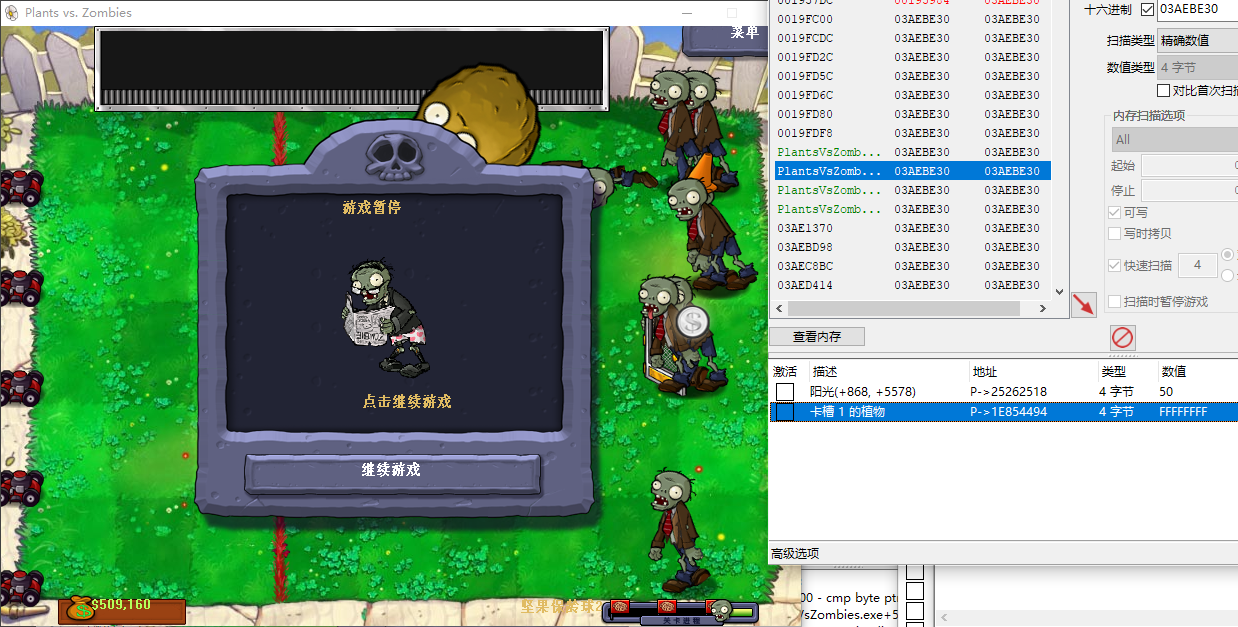 Plants vs. Zombies
菜单
游戏暂停
点击继续游戏
继续游戏
$509,160
关卡进程
0019FC00 03AEBE30 03AEBE30
0019FCDC 03AEBE30 03AEBE30
0019FD2C 03AEBE30 03AEBE30
0019FD5C 03AEBE30 03AEBE30
0019FD6C 03AEBE30 03AEBE30
0019FD80 03AEBE30 03AEBE30
0019FDF8 03AEBE30 03AEBE30
PlantsVsZomb... 03AEBE30 03AEBE30
PlantsVsZomb... 03AEBE30 03AEBE30
PlantsVsZomb... 03AEBE30 03AEBE30
PlantsVsZomb... 03AEBE30 03AEBE30
03AE1370 03AEBE30 03AEBE30
03AEBD98 03AEBE30 03AEBE30
03AEC8BC 03AEBE30 03AEBE30
03AED414 03AEBE30 03AEBE30
查看内存
十六进制 03AEBE30
扫描类型 精确数值
数值类型 4 字节
对比首次扫描
内存扫描选项
All
起始
停止
可写
写时拷贝
快速扫描 4
扫描时暂停游戏
激活 描述 地址 类型 数值
阳光(+868, +5578) P->25262518 4 字节 50
卡槽 1 的植物 P->1E854494 4 字节 FFFFFFFF
高级选项
00 - cmp byte pt
sZombies.exe+5